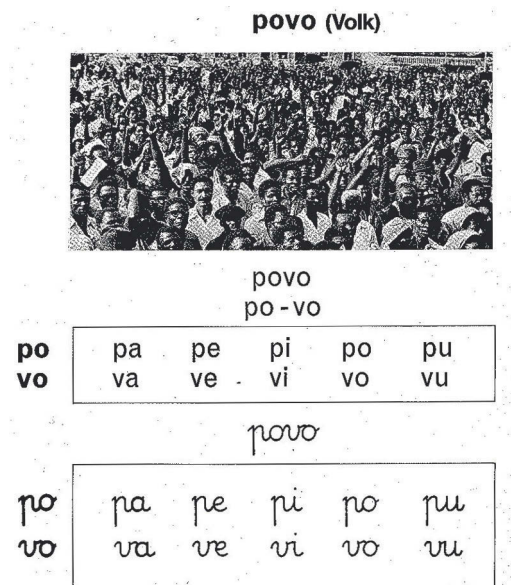 povo (Volk)
povo
po - vo
po pa pe pi po pu
vo va ve vi vo vu
povo
po pa pe pi po pu
vo va ve vi vo vu